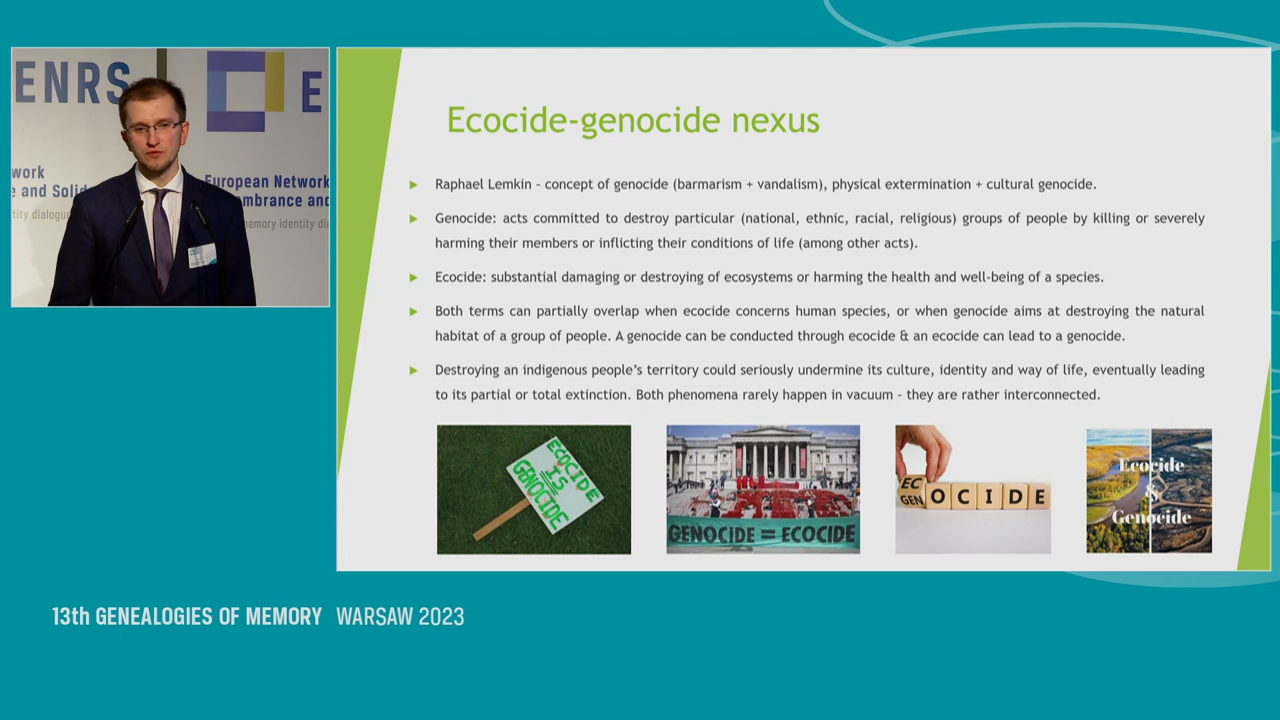 ENRS
E
work
European Network
e and Solid
mbrance and
tity dialogue
memory identity dia
Ecocide-genocide nexus
Raphael Lemkin - concept of genocide (barmarism + vandalism), physical extermination + cultural genocide.
Genocide: acts committed to destroy particular (national, ethnic, racial, religious) groups of people by killing or severely
harming their members or inflicting their conditions of life (among other acts).
Ecocide: substantial damaging or destroying of ecosystems or harming the health and well-being of a species.
Both terms can partially overlap when ecocide concerns human species, or when genocide aims at destroying the natural
habitat of a group of people. A genocide can be conducted through ecocide & an ecocide can lead to a genocide.
Destroying an indigenous people's territory could seriously undermine its culture, identity and way of life, eventually leading
to its partial or total extinction. Both phenomena rarely happen in vacuum - they are rather interconnected.
ECOCIDE
IS
GENOCIDE
GENOCIDE = ECOCIDE
EC
GEN OCIDE
Ecocide
&
Genocide
13th GENEALOGIES OF MEMORY WARSAW 2023